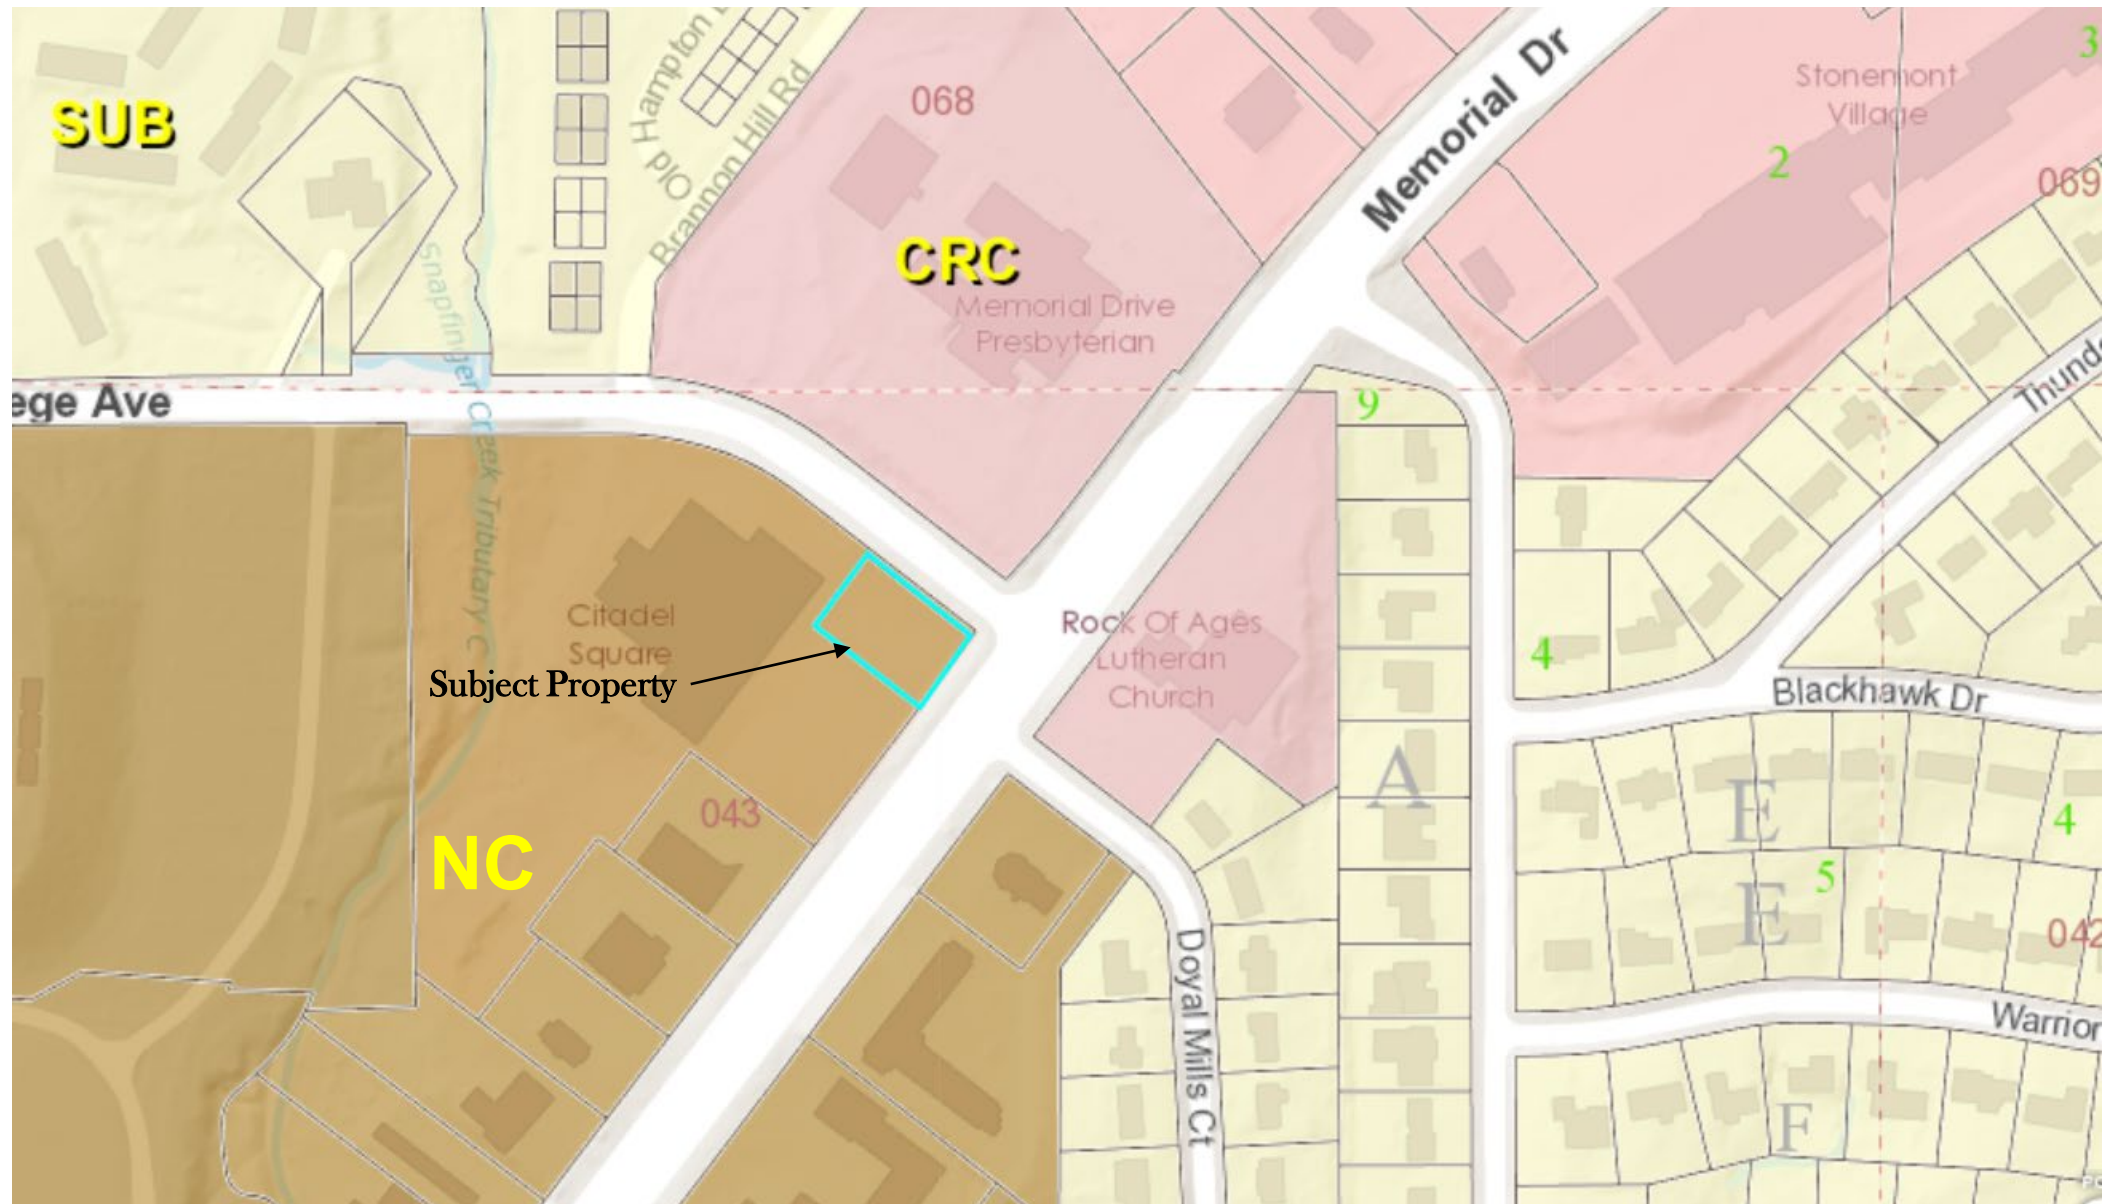 SUB
Old Hampton
Brannon Hill Rd
068
CRC
Memorial Drive
Presbyterian
Memorial Dr
Stonemont
Village
3
2
069
Snapfinger Creek Tributary C
ege Ave
9
Thund
Citadel
Square
Subject Property
Rock Of Ages
Lutheran
Church
4
Blackhawk Dr
A
E
4
043
NC
5
E
042
Doyal Mills Ct
Warrior
F